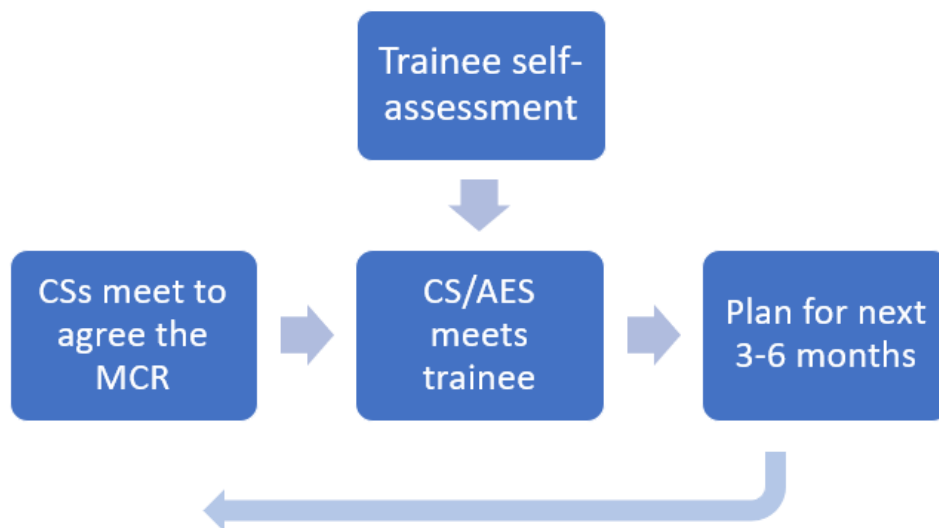 Trainee self-
assessment
CSs meet to
agree the
MCR
CS/AES
meets
trainee
Plan for next
3-6 months